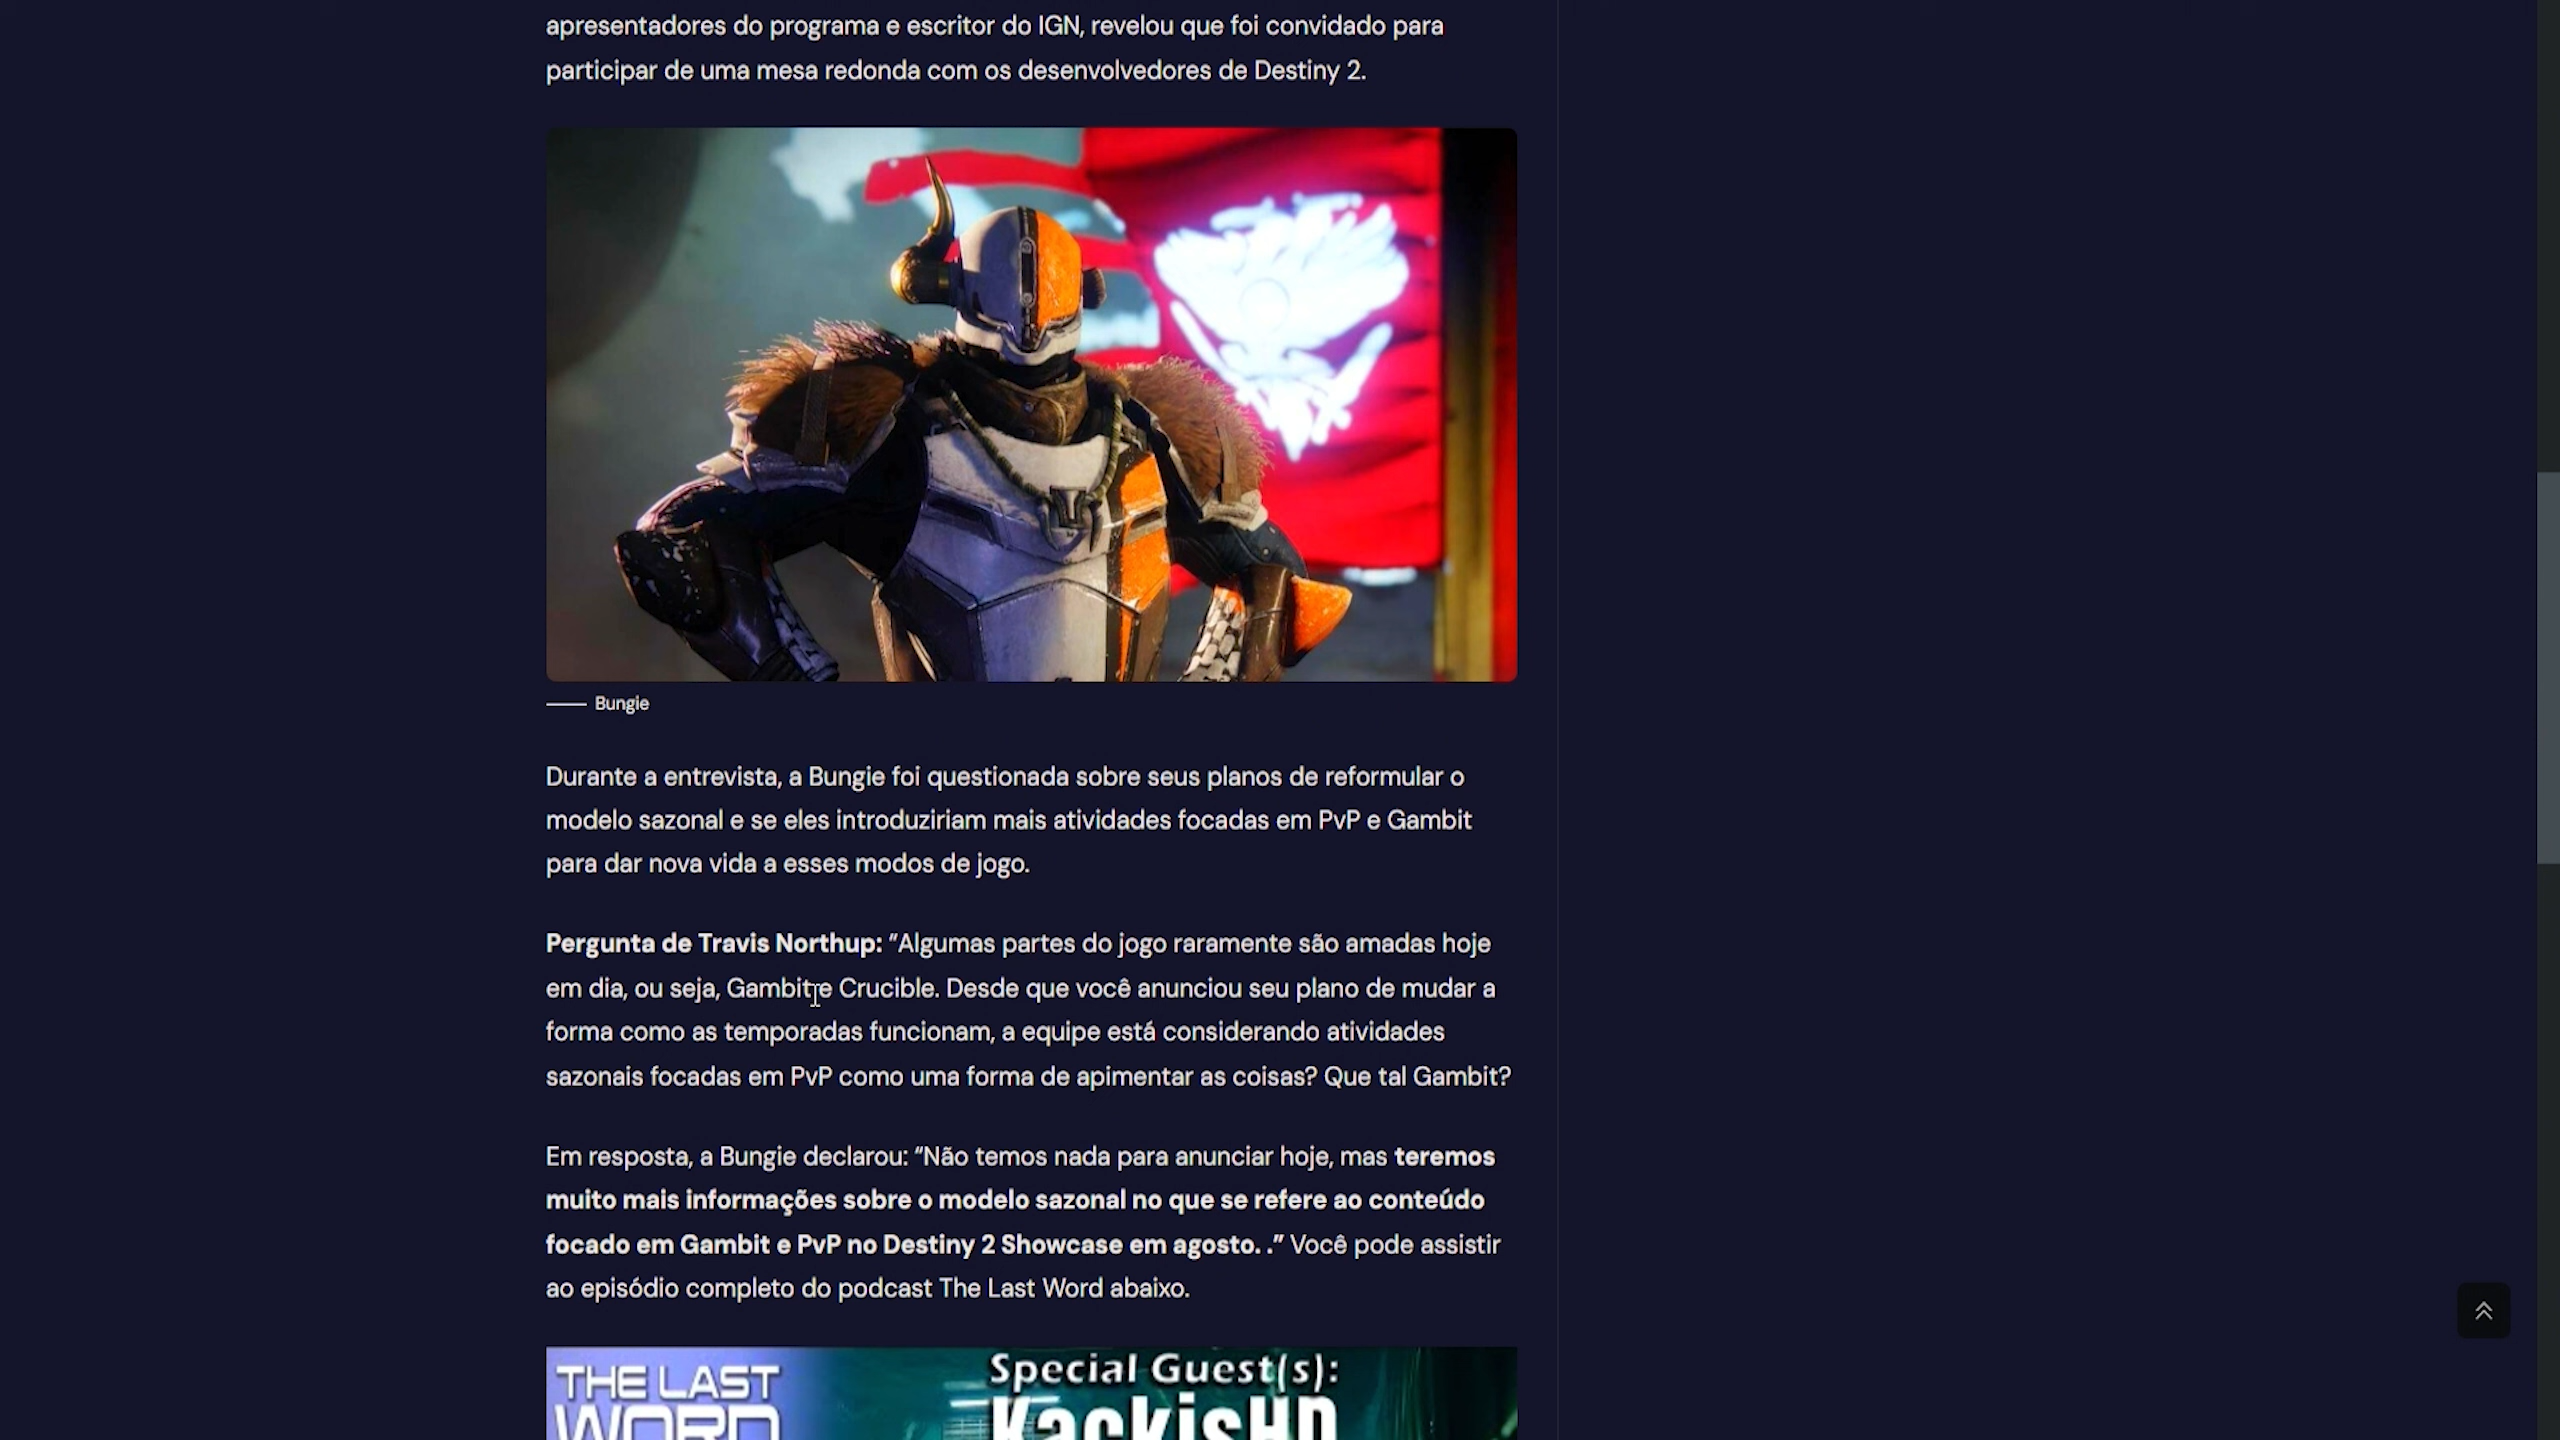 apresentadores do programa e escritor do IGN, revelou que foi convidado para
participar de uma mesa redonda com os desenvolvedores de Destiny 2.
Bungie
Durante a entrevista, a Bungie foi questionada sobre seus planos de reformular o
modelo sazonal e se eles introduziriam mais atividades focadas em PvP e Gambit
para dar nova vida a esses modos de jogo.
Pergunta de Travis Northup: “Algumas partes do jogo raramente são amadas hoje
em dia, ou seja, Gambit e Crucible. Desde que você anunciou seu plano de mudar a
forma como as temporadas funcionam, a equipe está considerando atividades
sazonais focadas em PvP como uma forma de apimentar as coisas? Que tal Gambit?
Em resposta, a Bungie declarou: “Não temos nada para anunciar hoje, mas teremos
muito mais informações sobre o modelo sazonal no que se refere ao conteúdo
focado em Gambit e PvP no Destiny 2 Showcase em agosto. .” Você pode assistir
ao episódio completo do podcast The Last Word abaixo.
THE LAST
WORD
Special Guest(s):
KackisHD